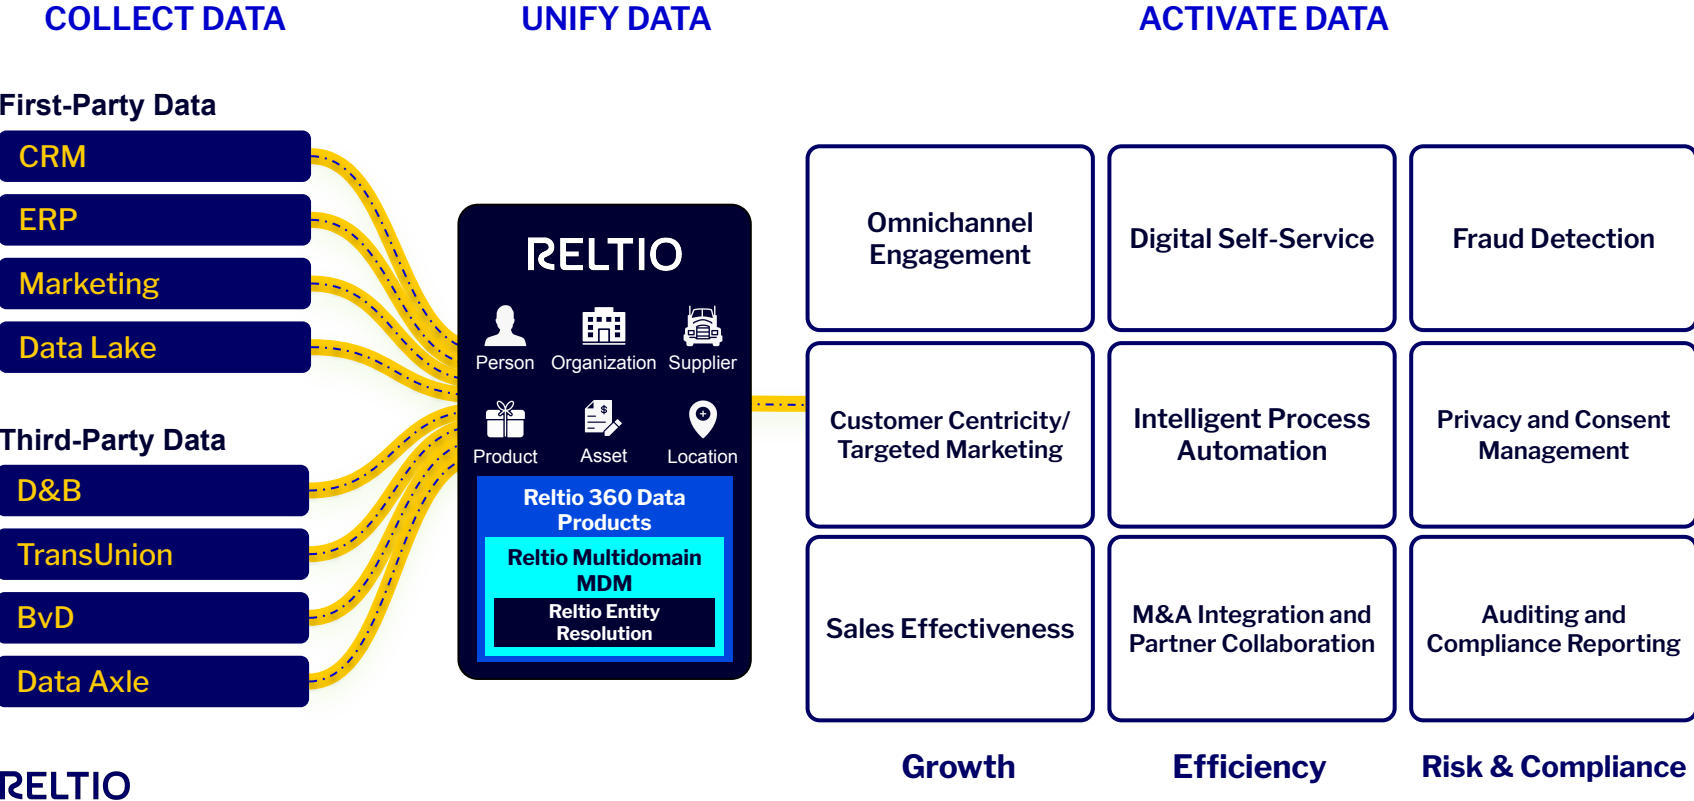 COLLECT DATA
UNIFY DATA
ACTIVATE DATA
First-Party Data
CRM
ERP
Marketing
Data Lake
Third-Party Data
D&B
TransUnion
BvD
Data Axle
RELTIO
Person
Organization
Supplier
Product
Asset
Location
Reltio 360 Data
Products
Reltio Multidomain
MDM
Reltio Entity
Resolution
Omnichannel
Engagement
Digital Self-Service
Fraud Detection
Customer Centricity/
Targeted Marketing
Intelligent Process
Automation
Privacy and Consent
Management
Sales Effectiveness
M&A Integration and
Partner Collaboration
Auditing and
Compliance Reporting
Growth
Efficiency
Risk & Compliance
RELTIO